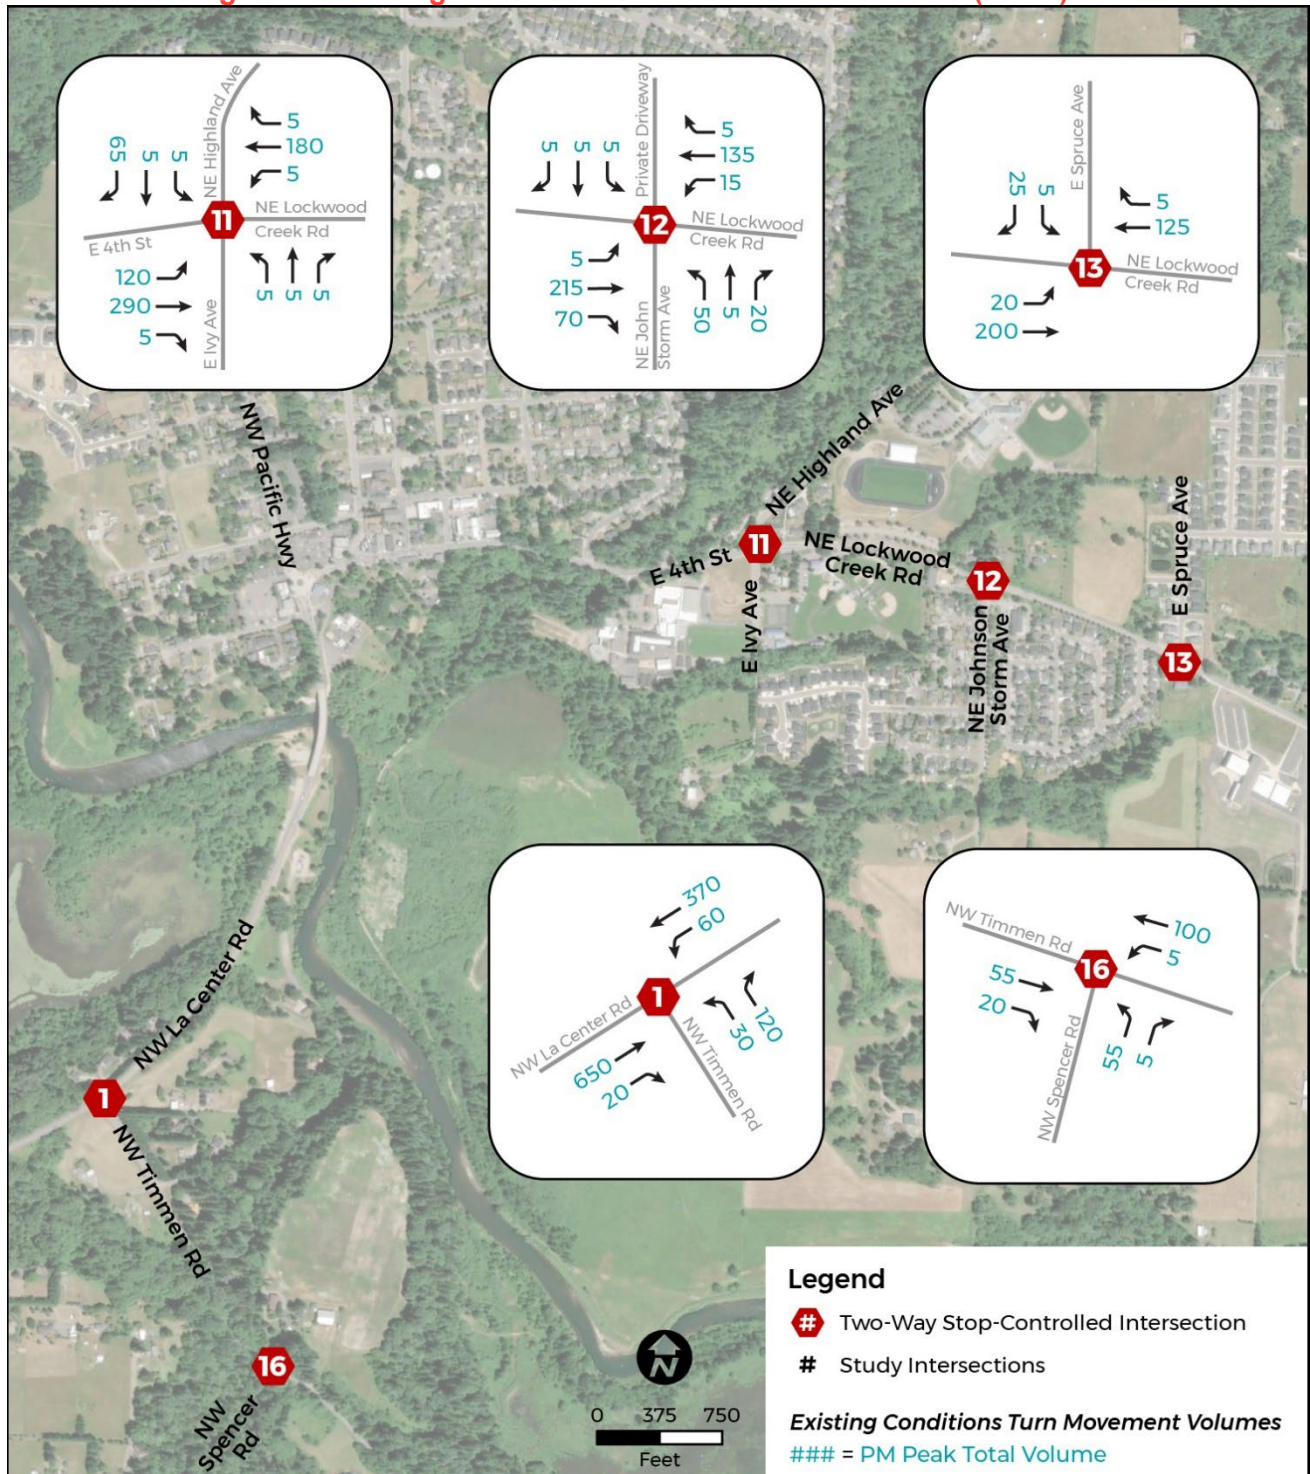 NE Highland Ave
65
5
5
5
180
5
11
E 4th St
NE Lockwood
Creek Rd
120
290
5
E Ivy Ave
5
5
5
Private Driveway
5
5
5
5
135
15
12
NE Lockwood
Creek Rd
5
215
70
NE John
Storm Ave
50
5
20
E Spruce Ave
25
5
5
125
13
NE Lockwood
Creek Rd
20
200
NW Pacific Hwy
NE Highland Ave
11
E 4th St
NE Lockwood
Creek Rd
E Ivy Ave
12
NE Johnson
Storm Ave
E Spruce Ave
13
370
60
1
NW La Center Rd
650
20
30
120
NW Timmen Rd
NW Timmen Rd
100
5
16
55
20
NW Spencer Rd
55
5
NW La Center Rd
1
NW Timmen Rd
16
NW
Spencer
Rd
N
0 375 750
Feet
Legend
# Two-Way Stop-Controlled Intersection
# Study Intersections
Existing Conditions Turn Movement Volumes
### = PM Peak Total Volume